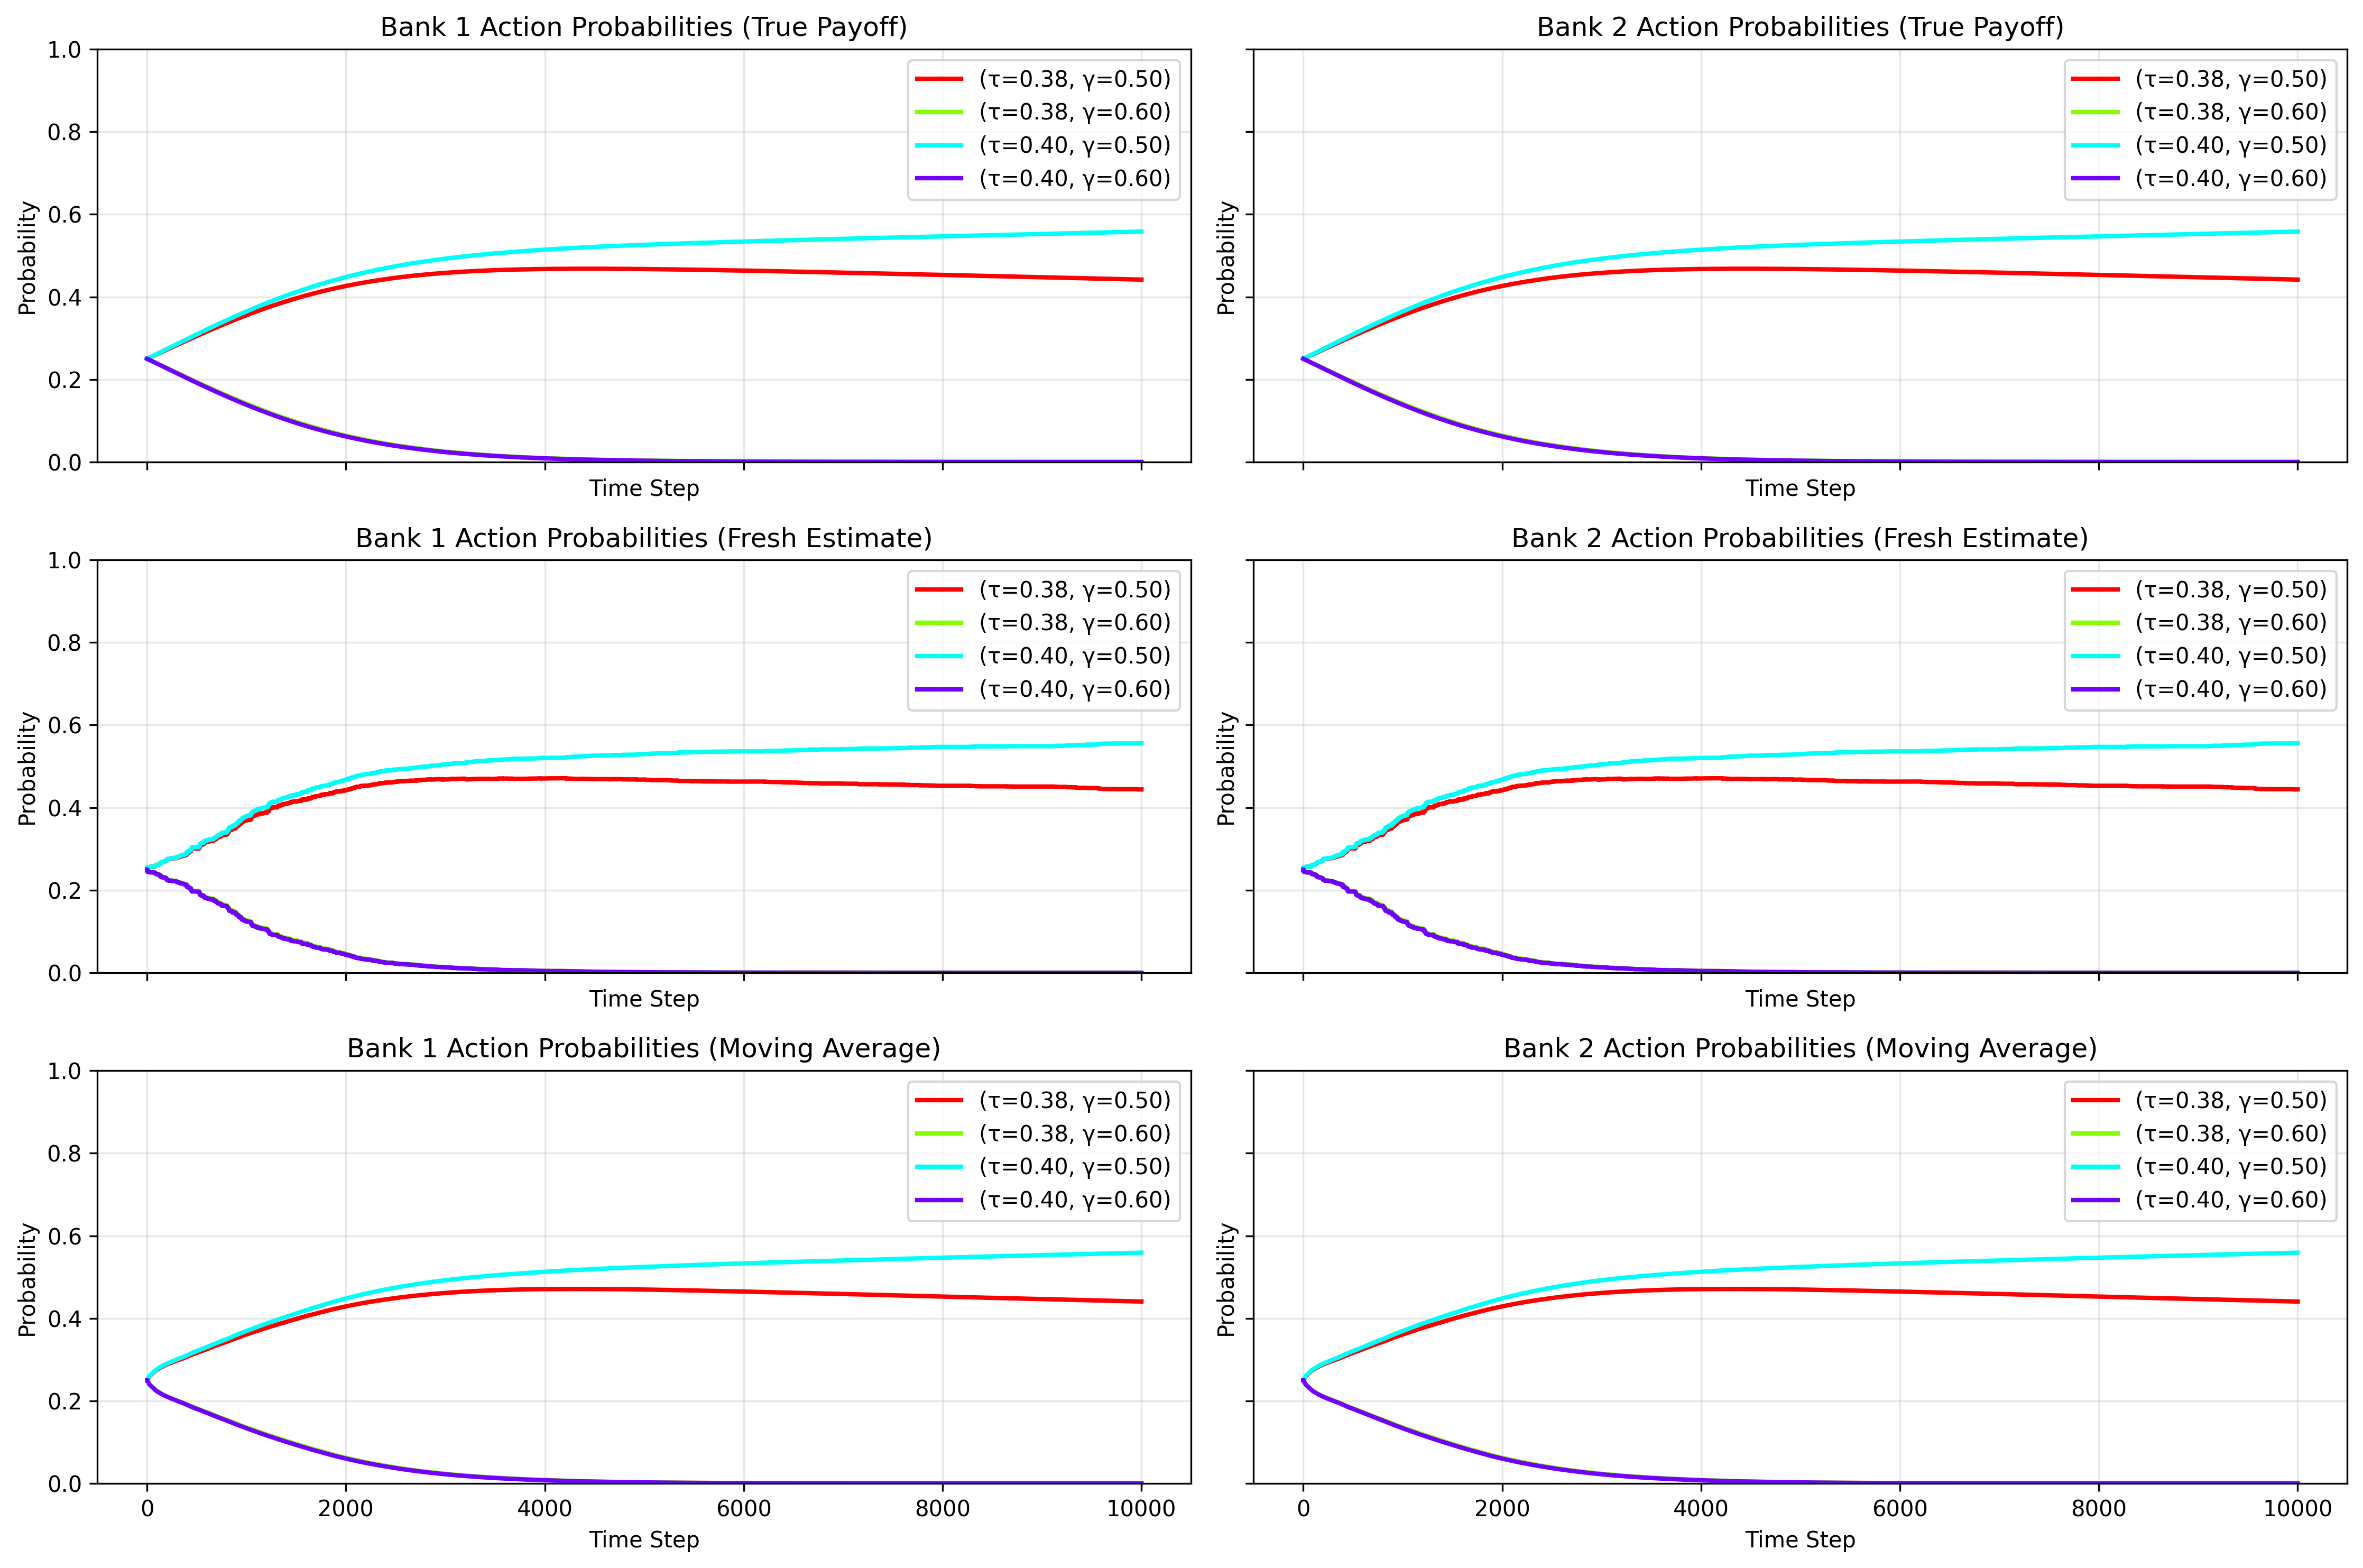 Bank 1 Action Probabilities (True Payoff)
1.0
0.8
0.6
0.4
0.2
0.0
Probability
Time Step
(τ=0.38, γ=0.50)
(τ=0.38, γ=0.60)
(τ=0.40, γ=0.50)
(τ=0.40, γ=0.60)
Bank 2 Action Probabilities (True Payoff)
Probability
Time Step
(τ=0.38, γ=0.50)
(τ=0.38, γ=0.60)
(τ=0.40, γ=0.50)
(τ=0.40, γ=0.60)
Bank 1 Action Probabilities (Fresh Estimate)
1.0
0.8
0.6
0.4
0.2
0.0
Probability
Time Step
(τ=0.38, γ=0.50)
(τ=0.38, γ=0.60)
(τ=0.40, γ=0.50)
(τ=0.40, γ=0.60)
Bank 2 Action Probabilities (Fresh Estimate)
Probability
Time Step
(τ=0.38, γ=0.50)
(τ=0.38, γ=0.60)
(τ=0.40, γ=0.50)
(τ=0.40, γ=0.60)
Bank 1 Action Probabilities (Moving Average)
1.0
0.8
0.6
0.4
0.2
0.0
Probability
(τ=0.38, γ=0.50)
(τ=0.38, γ=0.60)
(τ=0.40, γ=0.50)
(τ=0.40, γ=0.60)
0 2000 4000 6000 8000 10000
Time Step
Bank 2 Action Probabilities (Moving Average)
Probability
(τ=0.38, γ=0.50)
(τ=0.38, γ=0.60)
(τ=0.40, γ=0.50)
(τ=0.40, γ=0.60)
0 2000 4000 6000 8000 10000
Time Step